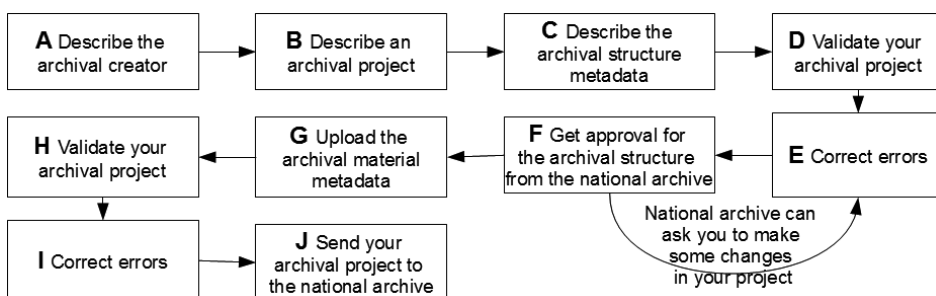 A Describe the
archival creator
B Describe an
archival project
C Describe the
archival structure
metadata
D Validate your
archival project
E Correct errors
F Get approval for
the archival structure
from the national archive
National archive can
ask you to make
some changes
in your project
G Upload the
archival material
metadata
H Validate your
archival project
I Correct errors
J Send your
archival project to
the national archive